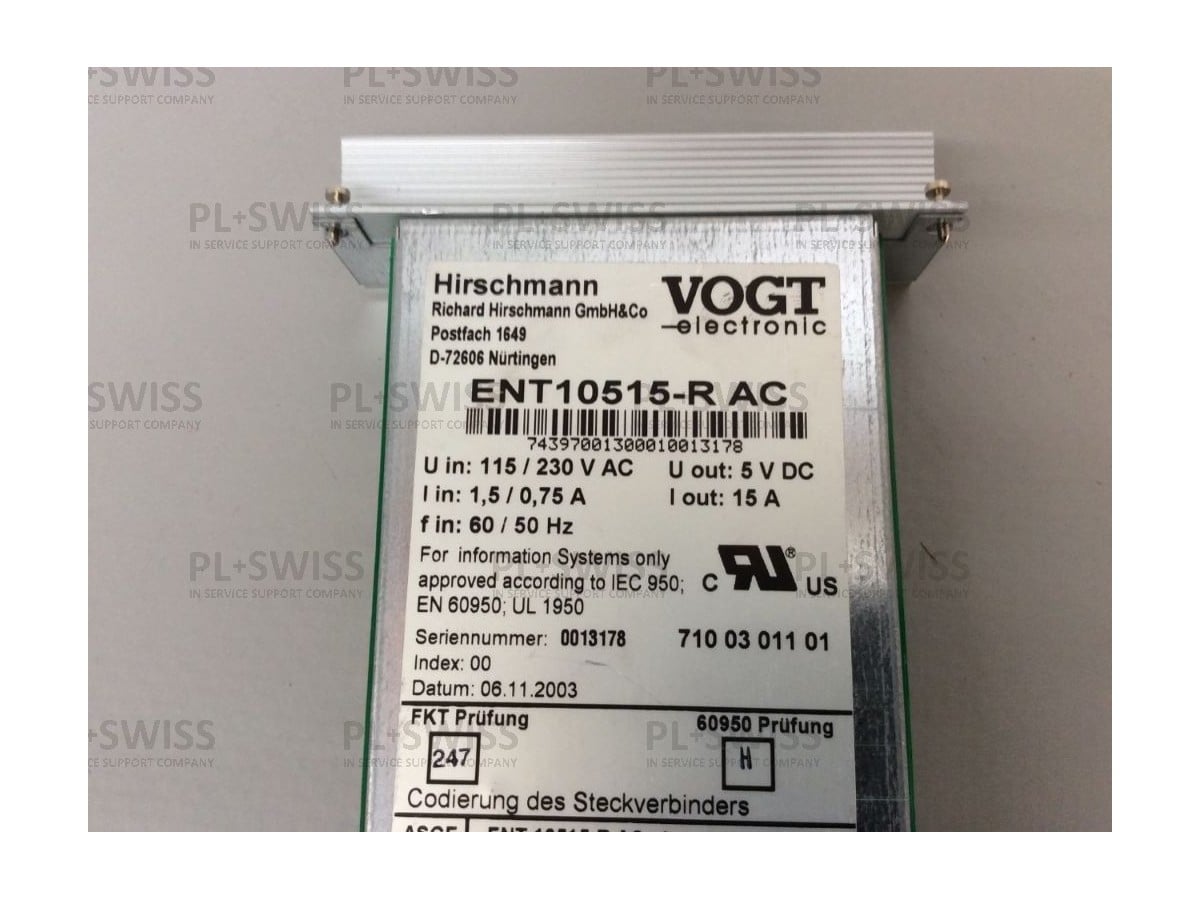 Hirschmann
Richard Hirschmann GmbH&Co
Postfach 1649
D-72606 Nürtingen
VOGT
electronic
ENT10515-R AC
74397001300010013178
U in: 115 / 230 V AC U out: 5 V DC
I in: 1,5 / 0,75 A I out: 15 A
f in: 60 / 50 Hz
For information Systems only
approved according to IEC 950;
EN 60950; UL 1950
C RU ® US
Seriennummer: 0013178 710 03 011 01
Index: 00
Datum: 06.11.2003
FKT Prüfung 60950 Prüfung
247 H
Codierung des Steckverbinders
PL+SWISS
IN SERVICE SUPPORT COMPANY